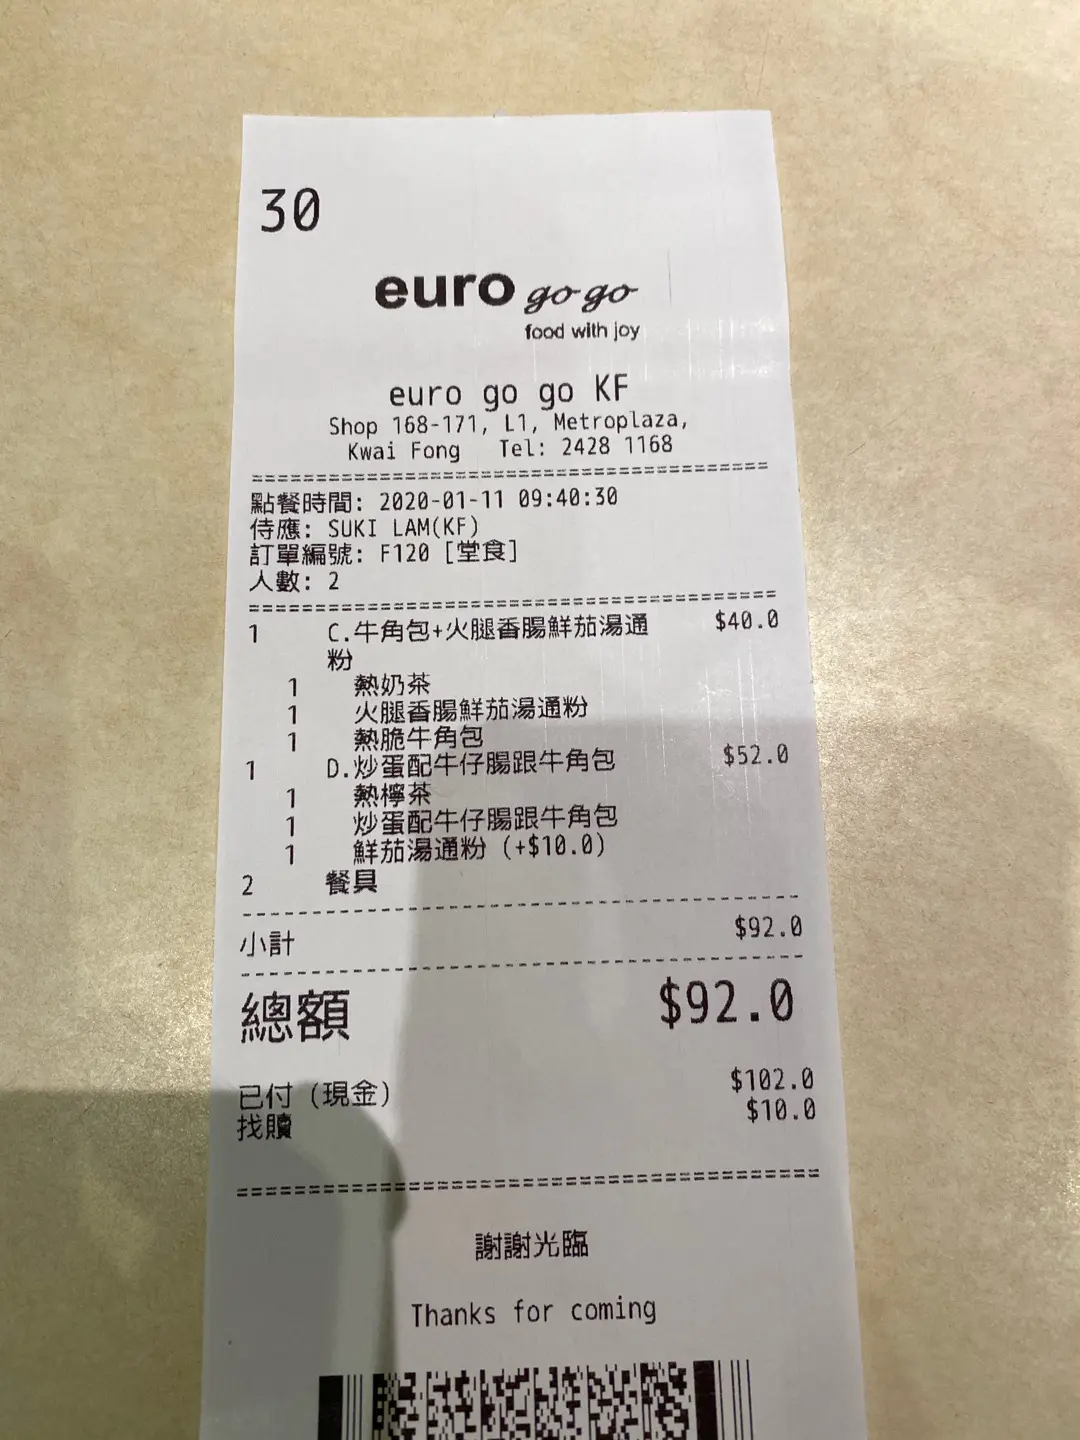 30
euro go go
food with joy
euro go go KF
Shop 168-171, L1, Metroplaza,
Kwai Fong Tel: 2428 1168
點餐時間: 2020-01-11 09:40:30
侍應: SUKI LAM(KF)
訂單編號: F120 [堂食]
人數: 2
1 C.牛角包+火腿香腸鮮茄湯通 $40.0
粉
1 熱奶茶
1 火腿香腸鮮茄湯通粉
1 熱脆牛角包
1 D.炒蛋配牛仔腸跟牛角包 $52.0
1 熱檸茶
1 炒蛋配牛仔腸跟牛角包
1 鮮茄湯通粉 (+$10.0)
2 餐具
小計 $92.0
總額 $92.0
已付 (現金) $102.0
找贖 $10.0
謝謝光臨
Thanks for coming